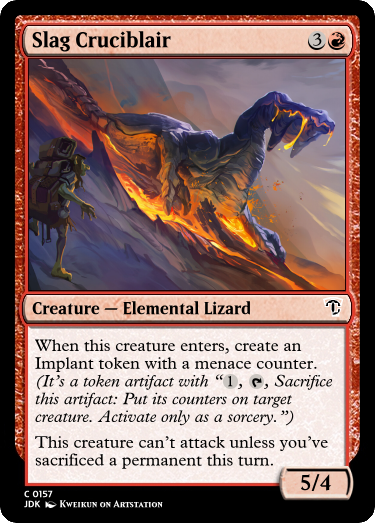 Slag Cruciblair 3
Creature — Elemental Lizard
When this creature enters, create an
Implant token with a menace counter.
(It's a token artifact with “1, , Sacrifice
this artifact: Put its counters on target
creature. Activate only as a sorcery.”)
This creature can't attack unless you've
sacrificed a permanent this turn.
5/4
C 0157
JDK Kweikun on Artstation